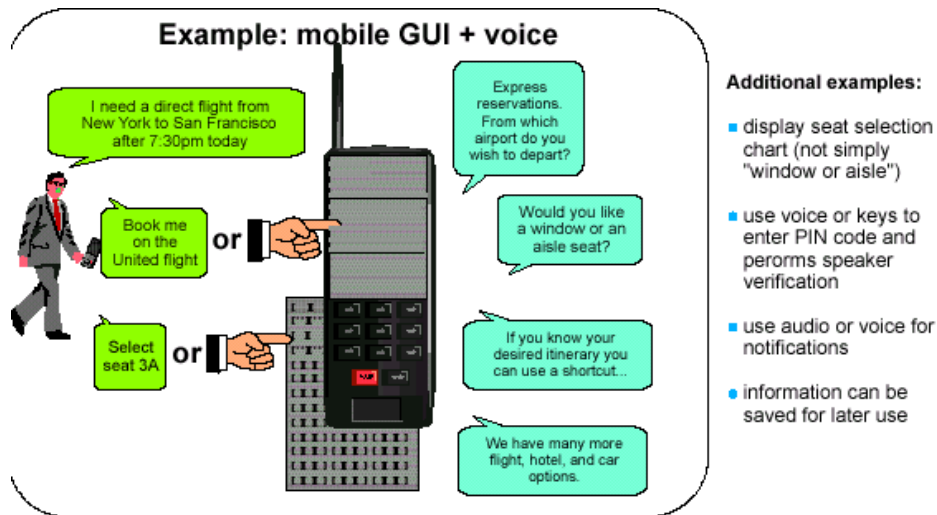 Example: mobile GUI + voice
I need a direct flight from
New York to San Francisco
after 7:30pm today
Express
reservations.
From which
airport do you
wish to depart?
Book me
on the
United flight
or
Would you like
a window or an
aisle seat?
Select
seat 3A
or
If you know your
desired itinerary you
can use a shortcut...
We have many more
flight, hotel, and car
options.
Additional examples:
display seat selection
chart (not simply
"window or aisle")
use voice or keys to
enter PIN code and
perorms speaker
verification
use audio or voice for
notifications
information can be
saved for later use